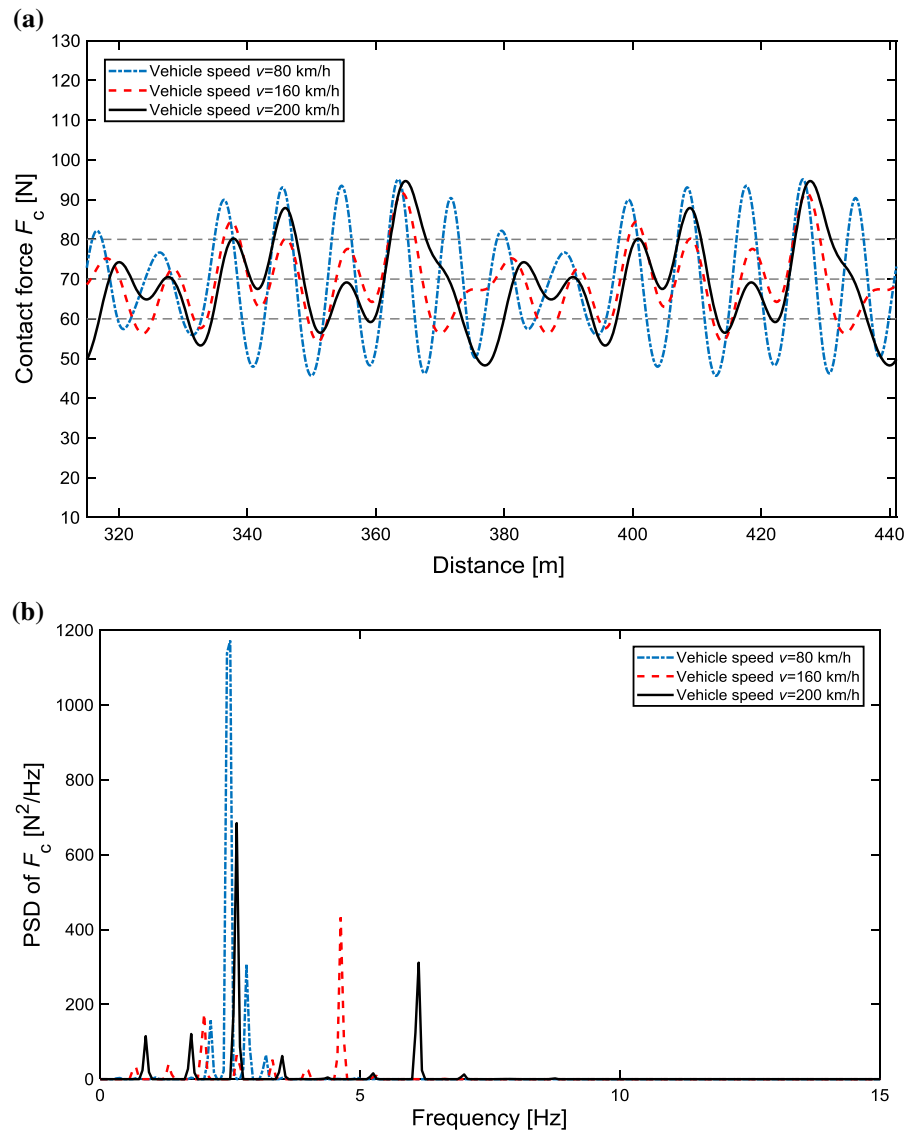 (a)
130
120
110
100
90
80
70
60
50
40
30
20
10
Contact force Fc [N]
Vehicle speed v=80 km/h
Vehicle speed v=160 km/h
Vehicle speed v=200 km/h
320
340
360
380
400
420
440
Distance [m]
(b)
1200
1000
800
600
400
200
0
PSD of Fc [N2/Hz]
Vehicle speed v=80 km/h
Vehicle speed v=160 km/h
Vehicle speed v=200 km/h
0
5
10
15
Frequency [Hz]